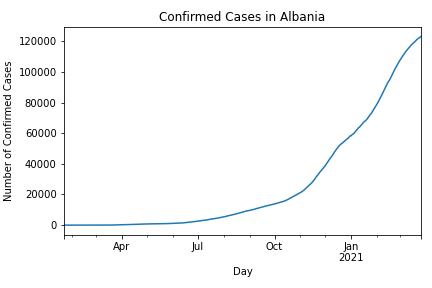 Confirmed Cases in Albania
120000
100000
80000
60000
40000
20000
0
Number of Confirmed Cases
Apr
Jul
Oct
Jan
2021
Day